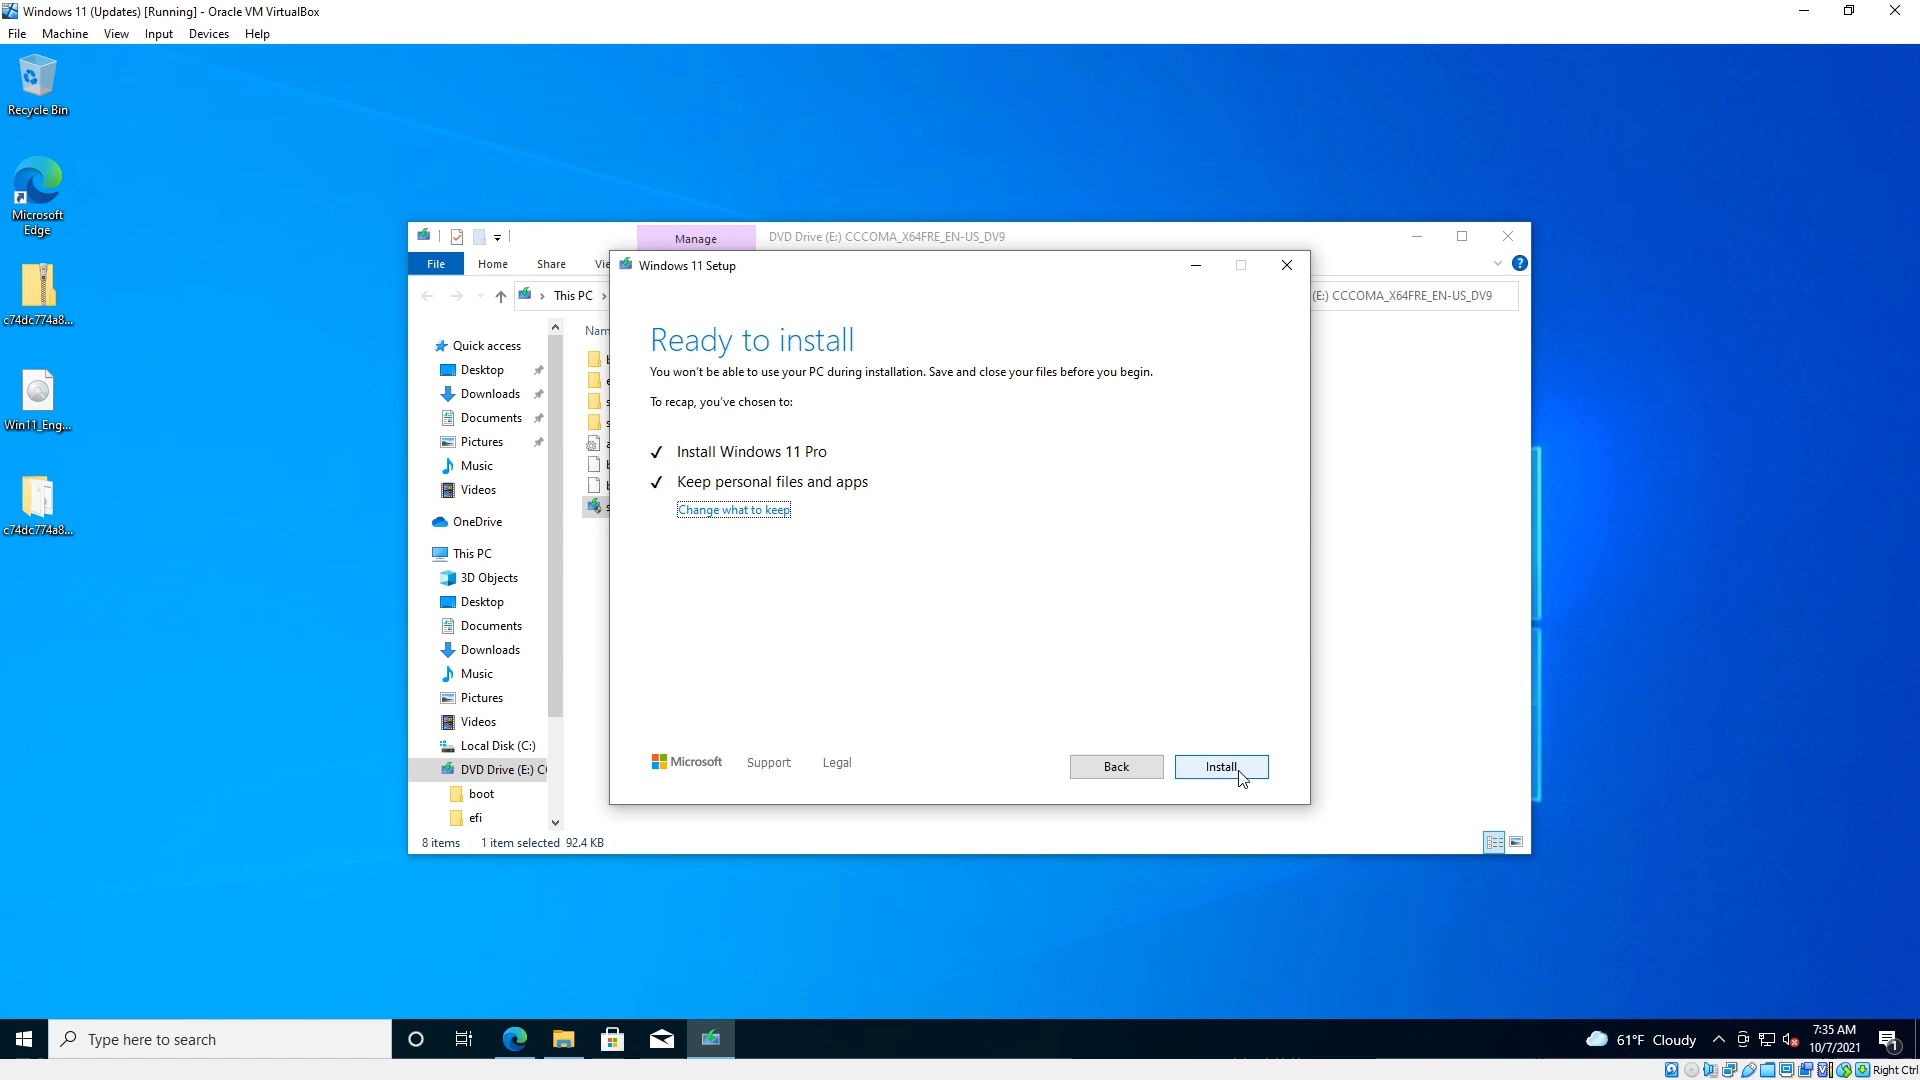 Windows 11 (Updates) [Running] - Oracle VM VirtualBox
File Machine View Input Devices Help
Recycle Bin
Microsoft
Edge
c74dc774a8...
Win11_Eng...
c74dc774a8...
Manage
DVD Drive (E:) CCCOMA_X64FRE_EN-US_DV9
File Home Share
This PC
(E:) CCCOMA_X64FRE_EN-US_DV9
Quick access
Desktop
Downloads
Documents
Pictures
Music
Videos
OneDrive
This PC
3D Objects
Desktop
Documents
Downloads
Music
Pictures
Videos
Local Disk (C:)
DVD Drive (E:)
boot
efi
8 items 1 item selected 92.4 KB
Windows 11 Setup
Ready to install
You won't be able to use your PC during installation. Save and close your files before you begin.
To recap, you've chosen to:
✓ Install Windows 11 Pro
✓ Keep personal files and apps
Change what to keep
Microsoft Support Legal
Back Install
Type here to search
61°F Cloudy
7:35 AM
10/7/2021
1
Right Ctrl